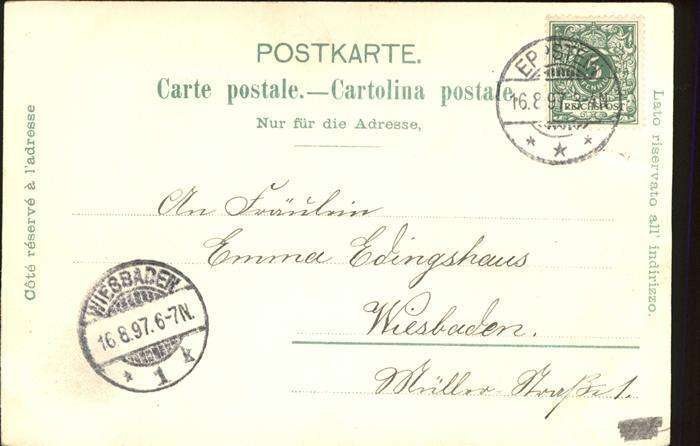 POSTKARTE.
Carte postale.—Cartolina postale
Nur für die Adresse,
Côté réservé à l'adresse
Lato riservato all' indirizzo.
5
REICHSPOST
16.8.97
An Fräulein
Emma Edingshaus
Wiesbaden.
Müller-Straße 1.
WIESBADEN
16.8.97.6-7N.
* 1 k